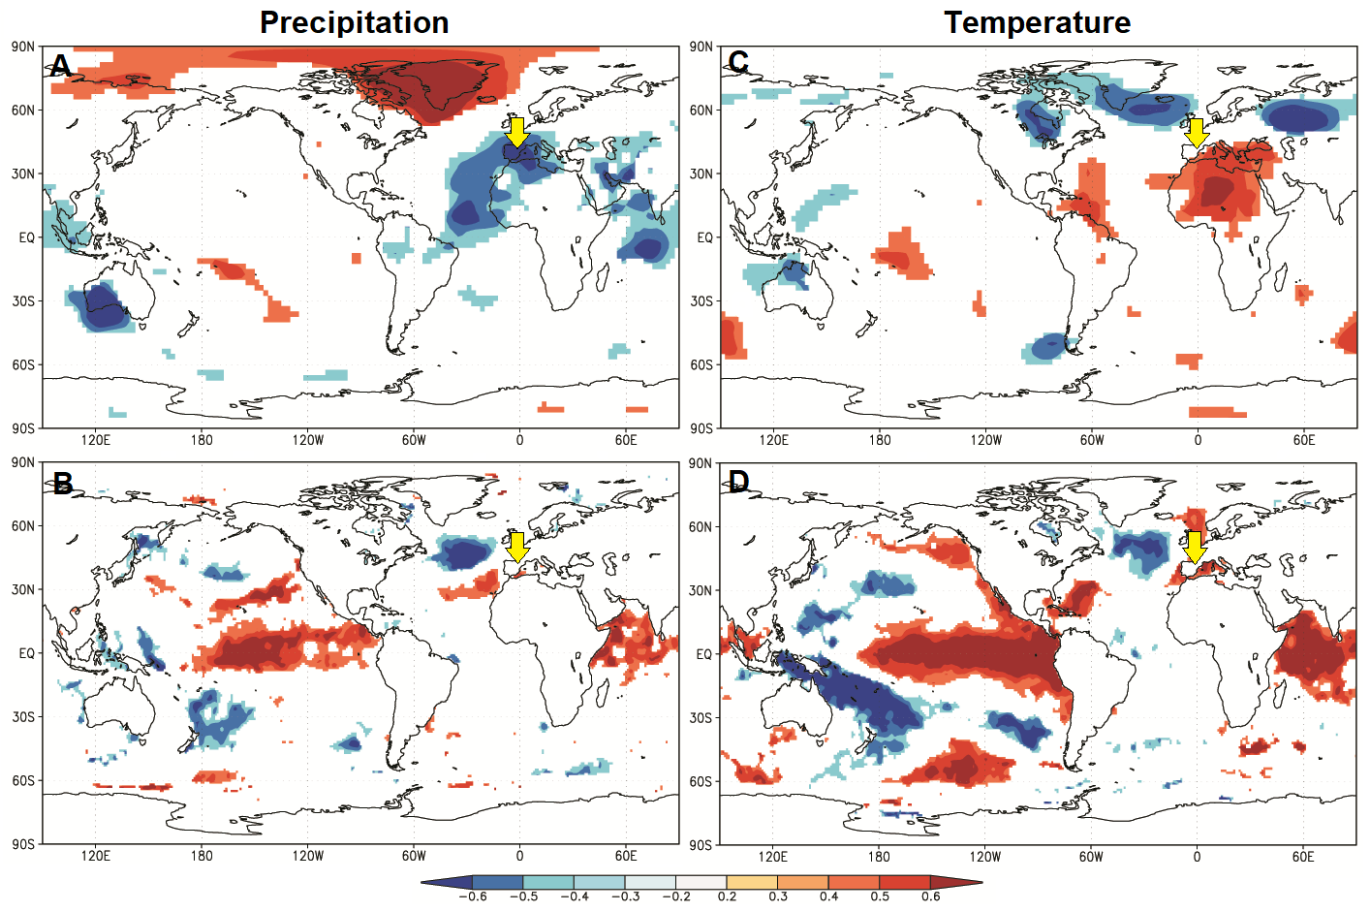 Precipitation Temperature
A C
90N 90N
60N 60N
30N 30N
EQ EQ
30S 30S
60S 60S
90S 90S
120E 180 120W 60W 0 60E 120E 180 120W 60W 0 60E
B D
90N 90N
60N 60N
30N 30N
EQ EQ
30S 30S
60S 60S
90S 90S
120E 180 120W 60W 0 60E 120E 180 120W 60W 0 60E
−0.6 −0.5 −0.4 −0.3 −0.2 0.2 0.3 0.4 0.5 0.6